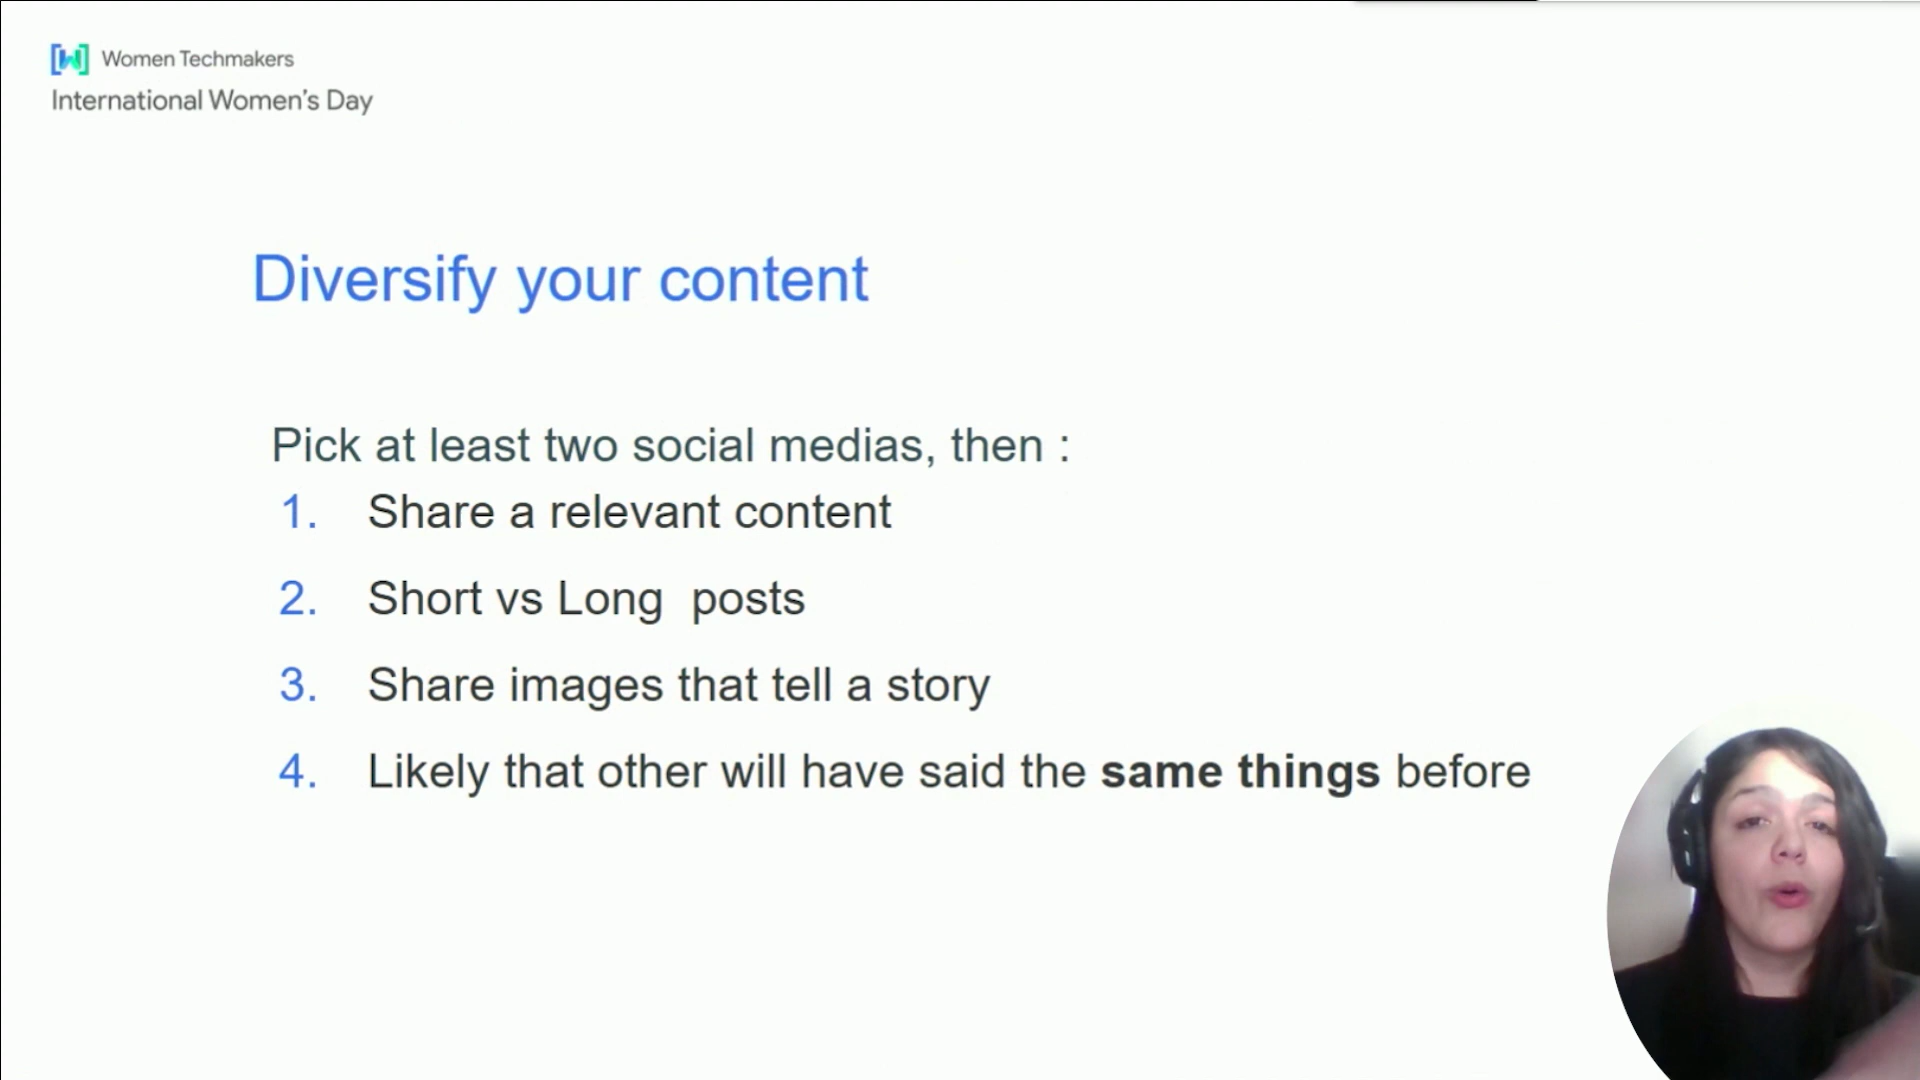 Women Techmakers
International Women's Day
Diversify your content
Pick at least two social medias, then :
1. Share a relevant content
2. Short vs Long  posts
3. Share images that tell a story
4. Likely that other will have said the same things before